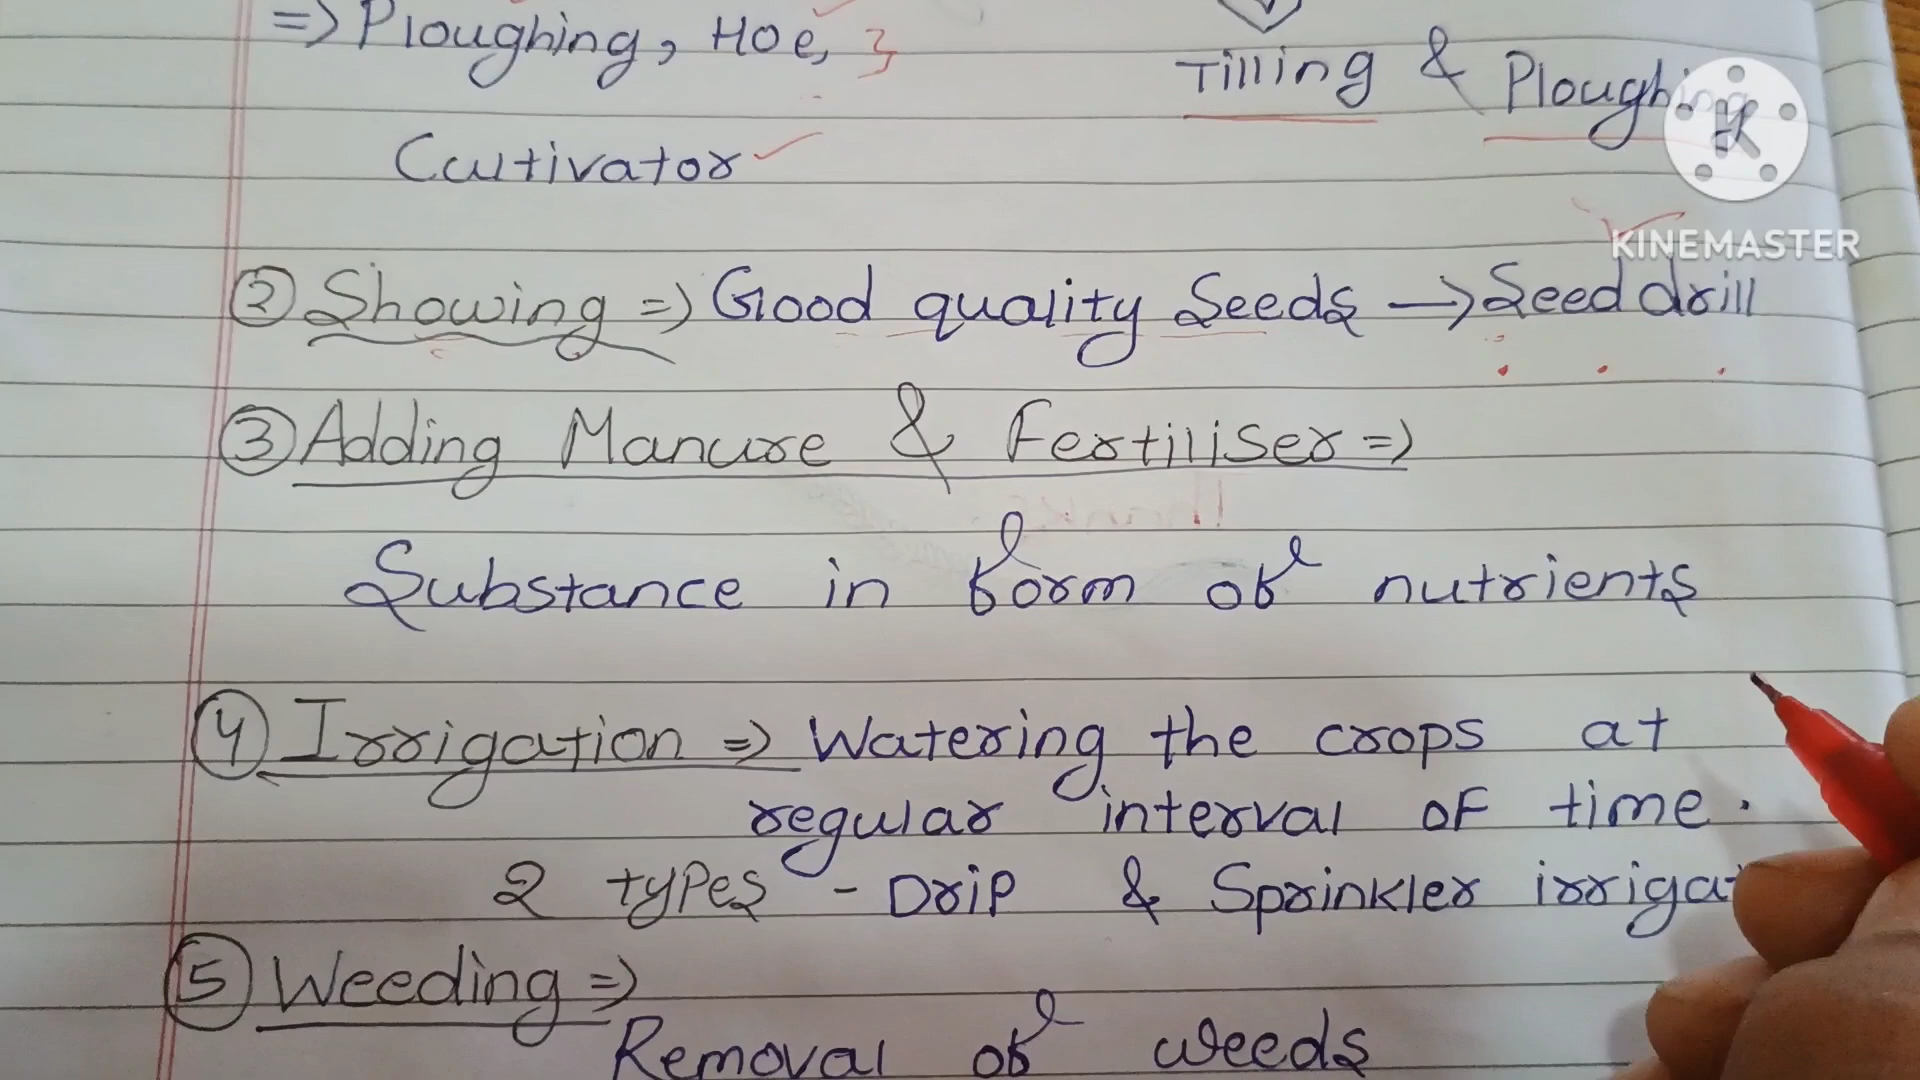 => Ploughing, Hoe,
Tilling & Ploughing
Cultivator
KINEMASTER
② Showing => Good quality Seeds → Seed drill
③ Adding Manure & Fertiliser =>
Substance in form of nutrients
④ Irrigation => Watering the crops at
regular interval of time.
2 types - Drip & Sprinkler irrigat
⑤ Weeding =>
Removal of weeds